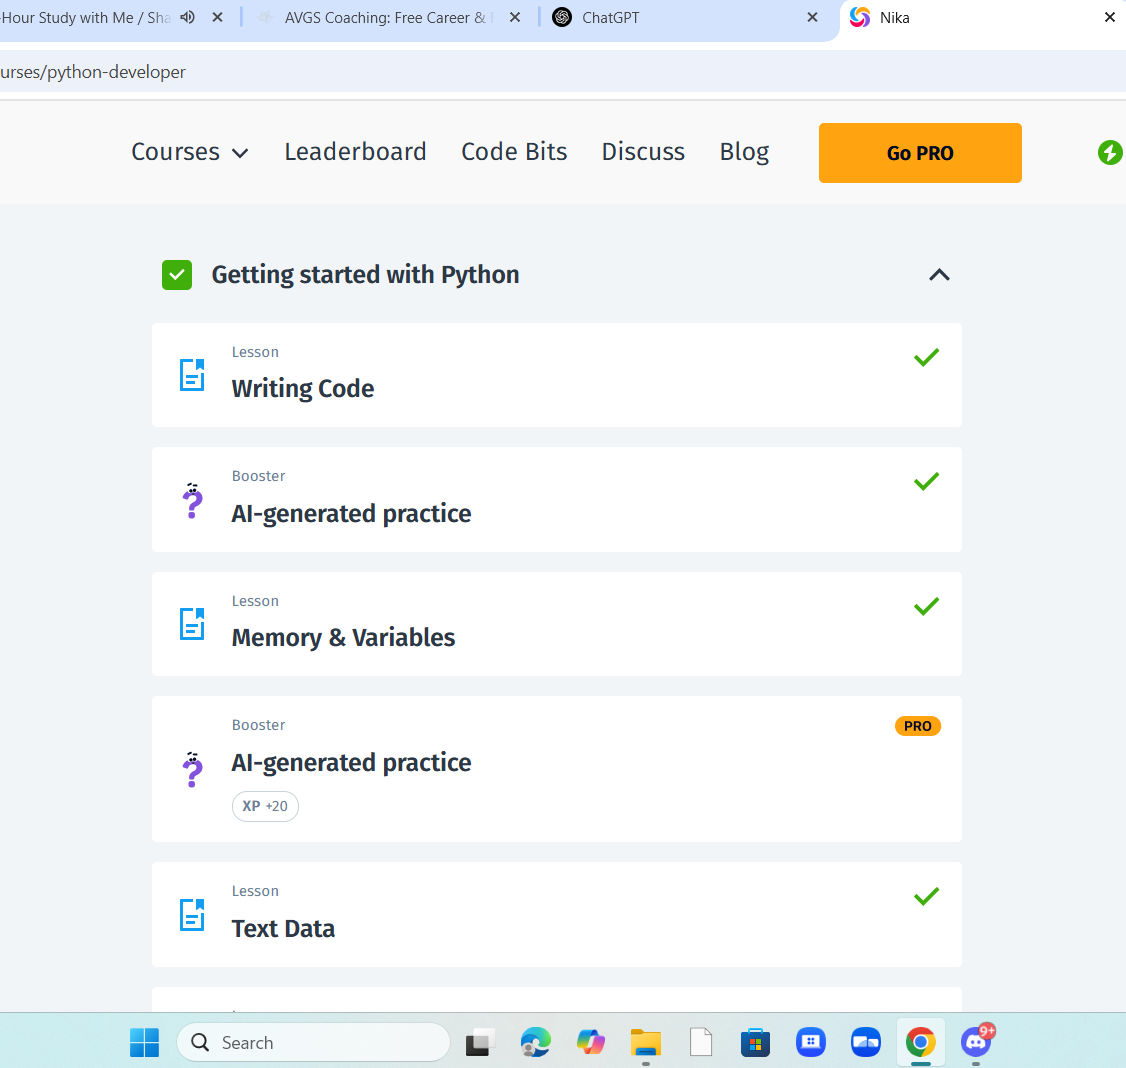 -Hour Study with Me / Sha
AVGS Coaching: Free Career &
ChatGPT
Nika
urses/python-developer
Courses
Leaderboard
Code Bits
Discuss
Blog
Go PRO
Getting started with Python
Lesson
Writing Code
Booster
AI-generated practice
Lesson
Memory & Variables
Booster
PRO
AI-generated practice
XP +20
Lesson
Text Data
Search
9+